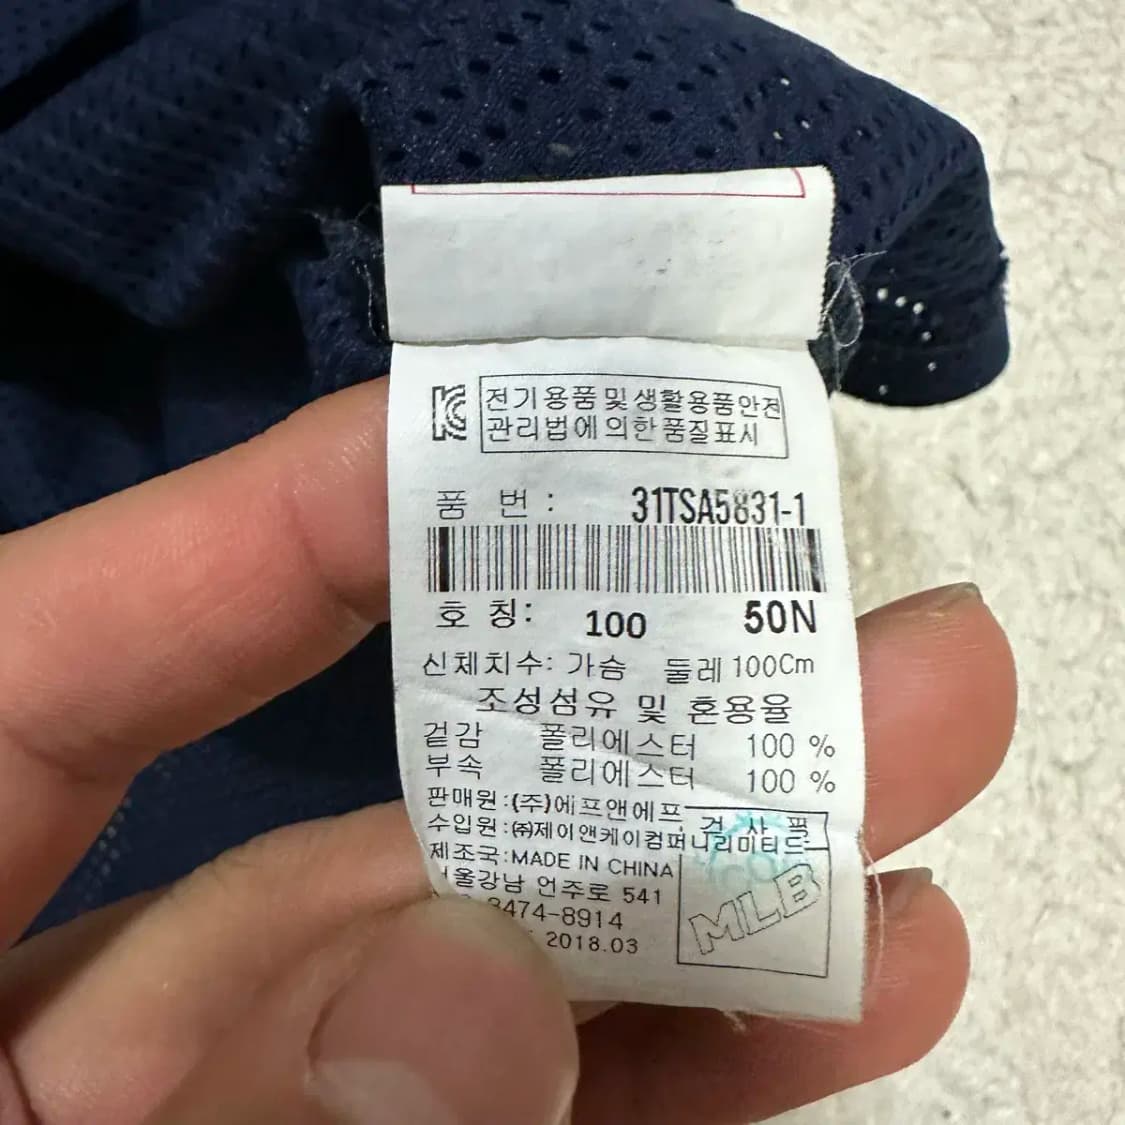 전기용품및생활용품안전
관리법에의한품질표시
품 번 : 31TSA5831-1
호 칭: 100 50N
신체치수: 가슴 둘레 100Cm
조성섬유 및 혼용율
겉감 폴리에스터 100 %
부속 폴리에스터 100 %
판매원:(주)에프앤에프
검 사 필
수입원:㈜제이앤케이컴퍼니리미티드
제조국:MADE IN CHINA
울강남 언주로 541
3474-8914
2018.03
MLB